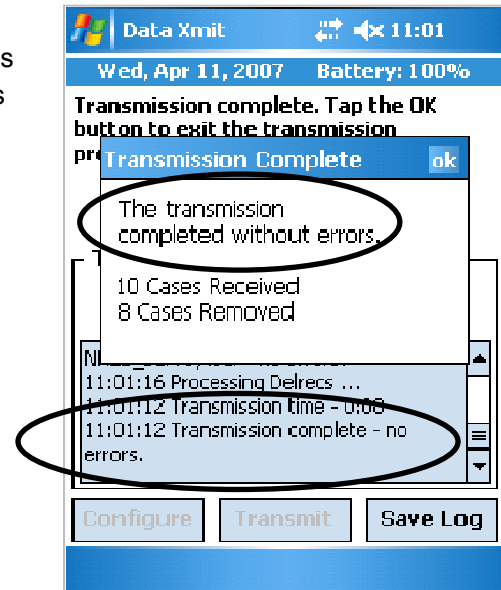 s
s
Data Xmit 11:01
Wed, Apr 11, 2007 Battery: 100%
Transmission complete. Tap the OK
button to exit the transmission
Transmission Complete ok
The transmission
completed without errors.
10 Cases Received
8 Cases Removed
11:01:16 Processing Delrecs ...
11:01:12 Transmission time - 0:08
11:01:12 Transmission complete - no
errors.
Configure Transmit Save Log